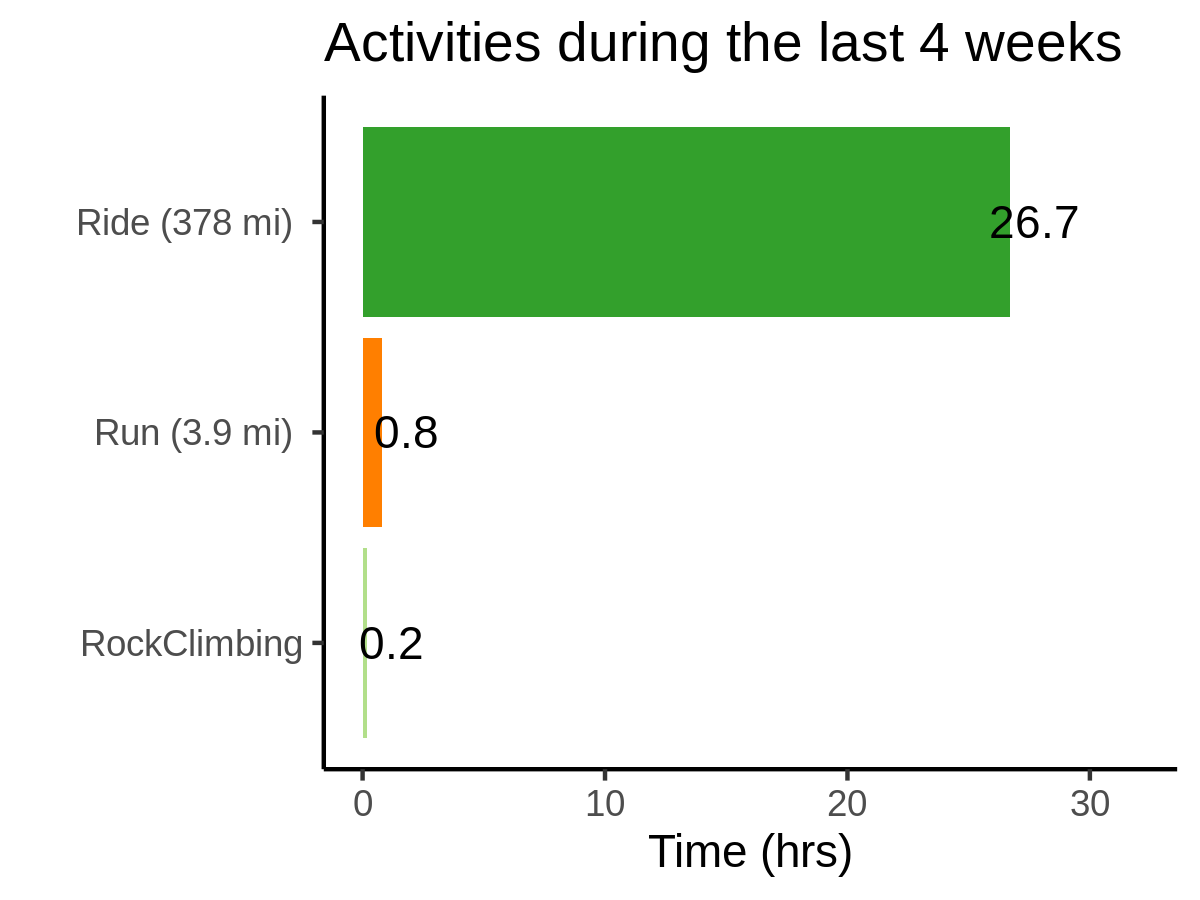 Activities during the last 4 weeks
Ride (378 mi)
26.7
Run (3.9 mi)
0.8
RockClimbing
0.2
0 10 20 30
Time (hrs)